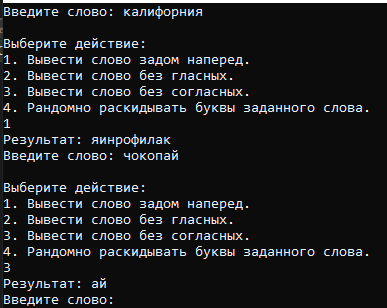 Введите слово: калифорния
Выберите действие:
1. Вывести слово задом наперед.
2. Вывести слово без гласных.
3. Вывести слово без согласных.
4. Рандомно раскидывать буквы заданного слова.
1
Результат: яинрофилак
Введите слово: чокопай
Выберите действие:
1. Вывести слово задом наперед.
2. Вывести слово без гласных.
3. Вывести слово без согласных.
4. Рандомно раскидывать буквы заданного слова.
3
Результат: ай
Введите слово: